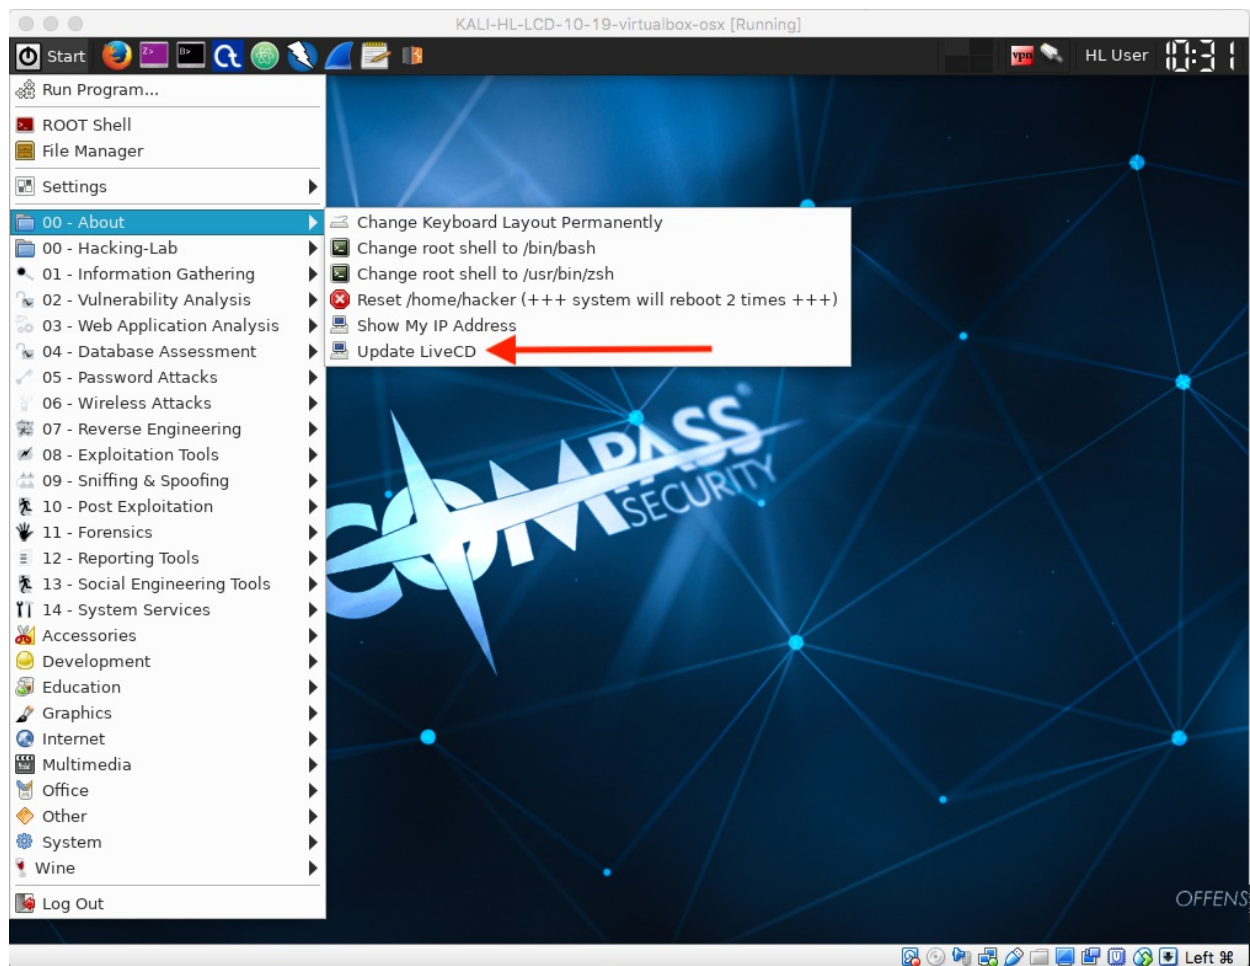 KALI-HL-LCD-10-19-virtualbox-osx [Running]
Start
vpn
HL User
10:31
Run Program...
ROOT Shell
File Manager
Settings
00 - About
00 - Hacking-Lab
01 - Information Gathering
02 - Vulnerability Analysis
03 - Web Application Analysis
04 - Database Assessment
05 - Password Attacks
06 - Wireless Attacks
07 - Reverse Engineering
08 - Exploitation Tools
09 - Sniffing & Spoofing
10 - Post Exploitation
11 - Forensics
12 - Reporting Tools
13 - Social Engineering Tools
14 - System Services
Accessories
Development
Education
Graphics
Internet
Multimedia
Office
Other
System
Wine
Log Out
Change Keyboard Layout Permanently
Change root shell to /bin/bash
Change root shell to /usr/bin/zsh
Reset /home/hacker (+++ system will reboot 2 times +++)
Show My IP Address
Update LiveCD
COMPASS
SECURITY
OFFENS
Left ⌘